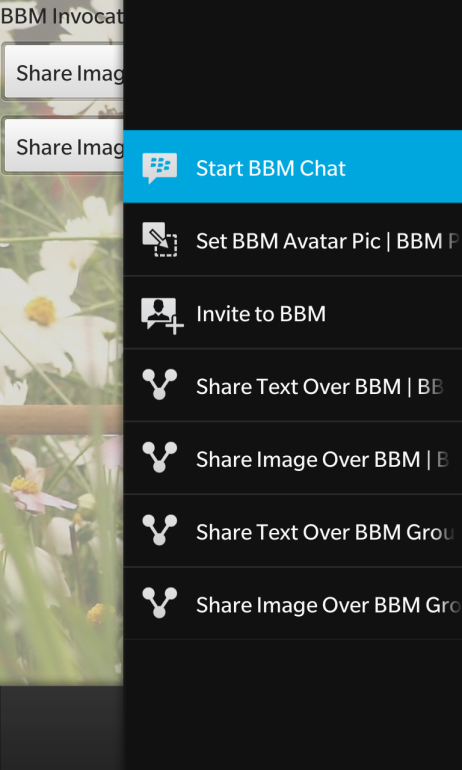 BBM Invocat
Share Imag
Share Imag
Start BBM Chat
Set BBM Avatar Pic | BBM P
Invite to BBM
Share Text Over BBM | BB
Share Image Over BBM | B
Share Text Over BBM Grou
Share Image Over BBM Gro